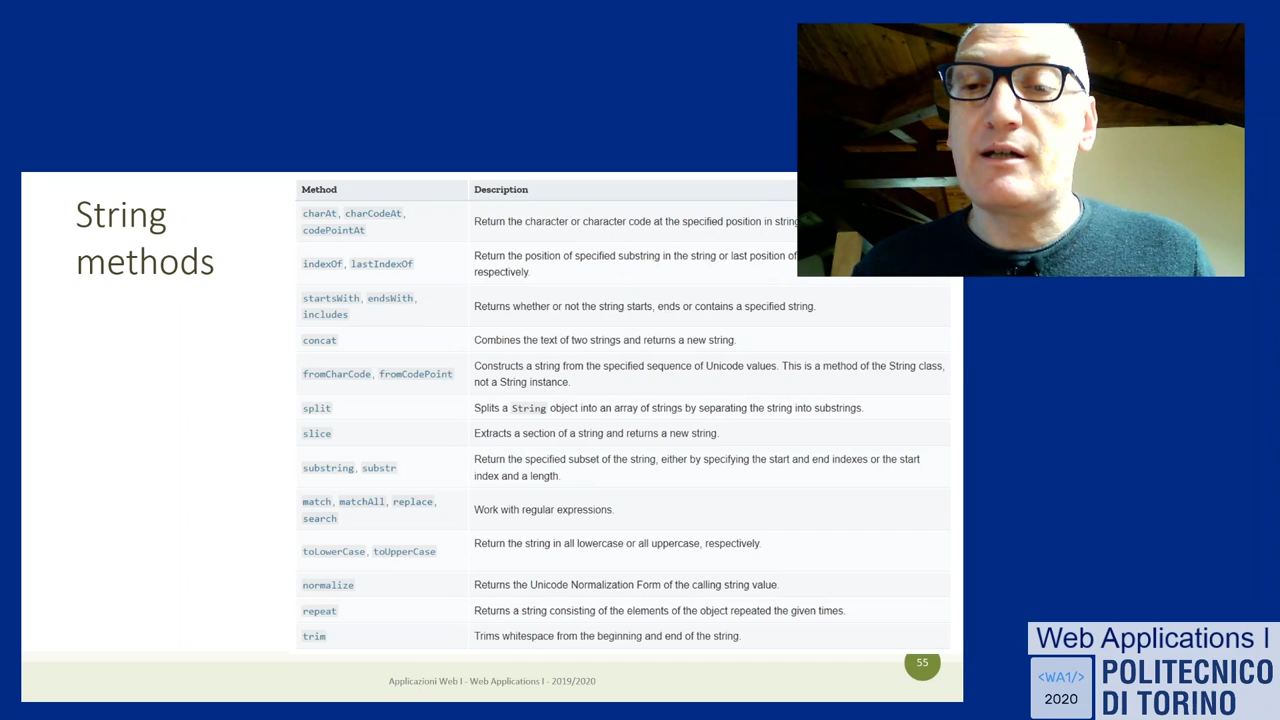 String
methods
Method Description
charAt, charCodeAt,
codePointAt
Return the character or character code at the specified position in string
indexOf, lastIndexOf
Return the position of specified substring in the string or last position of
respectively.
startsWith, endsWith,
includes
Returns whether or not the string starts, ends or contains a specified string.
concat
Combines the text of two strings and returns a new string.
fromCharCode, fromCodePoint
Constructs a string from the specified sequence of Unicode values. This is a method of the String class,
not a String instance.
split
Splits a String object into an array of strings by separating the string into substrings.
slice
Extracts a section of a string and returns a new string.
substring, substr
Return the specified subset of the string, either by specifying the start and end indexes or the start
index and a length.
match, matchAll, replace,
search
Work with regular expressions.
toLowerCase, toUpperCase
Return the string in all lowercase or all uppercase, respectively.
normalize
Returns the Unicode Normalization Form of the calling string value.
repeat
Returns a string consisting of the elements of the object repeated the given times.
trim
Trims whitespace from the beginning and end of the string.
55
Applicazioni Web I - Web Applications I - 2019/2020
Web Applications I
<WA1/>
2020
POLITECNICO
DI TORINO